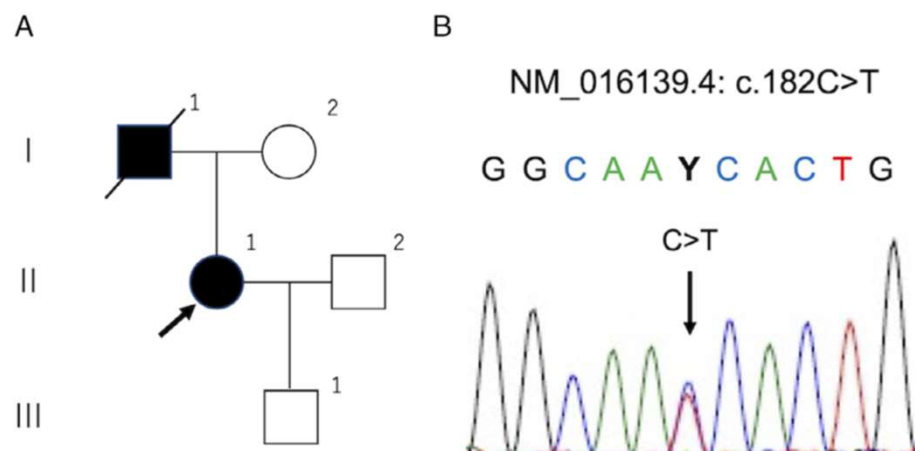 A
1
2
I
1
2
II
1
III
B
NM_016139.4: c.182C>T
G G C A A Y C A C T G
C>T